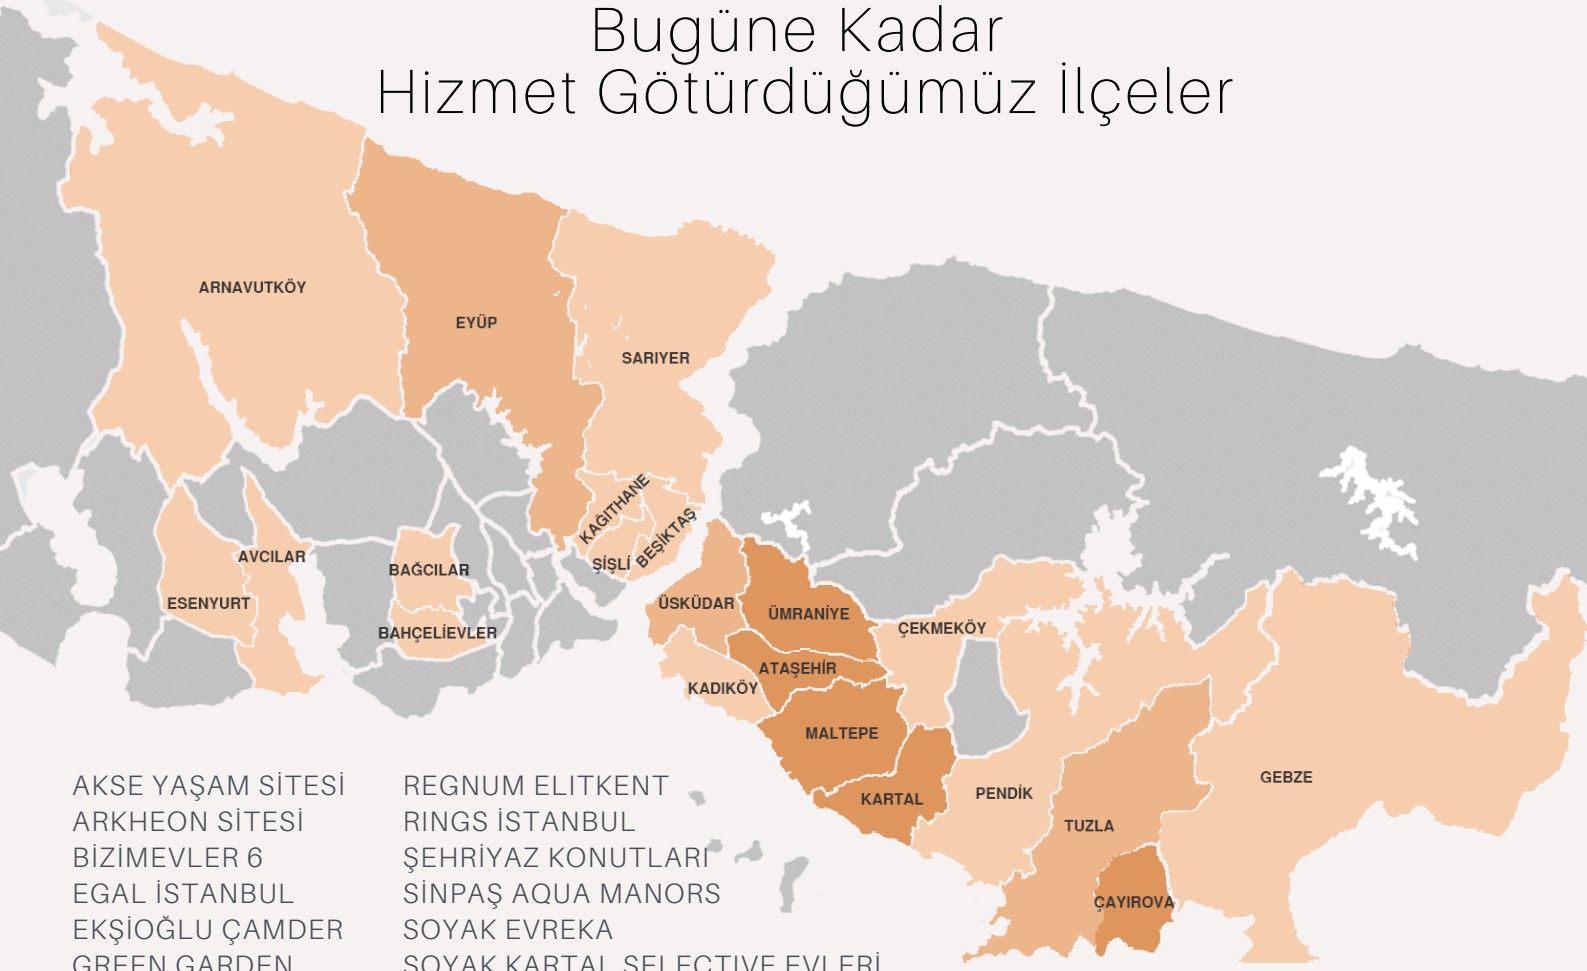 Bugüne Kadar
Hizmet Götürdüğümüz İlçeler
ARNAVUTKÖY
EYÜP
SARIYER
KAĞITHANE
BEŞİKTAŞ
ŞİŞLİ
AVCILAR
BAĞCILAR
ESENYURT
BAHÇELİEVLER
ÜSKÜDAR
ÜMRANİYE
ÇEKMEKÖY
ATAŞEHİR
KADIKÖY
MALTEPE
KARTAL
PENDİK
GEBZE
TUZLA
ÇAYIROVA
AKSE YAŞAM SİTESİ
ARKHEON SİTESİ
BİZİMEVLER 6
EGAL İSTANBUL
EKŞİOĞLU ÇAMDER
GREEN GARDEN
REGNUM ELITKENT
RINGS İSTANBUL
ŞEHRİYAZ KONUTLARI
SİNPAŞ AQUA MANORS
SOYAK EVREKA
SOYAK KARTAL SELECTIVE EVLERİ